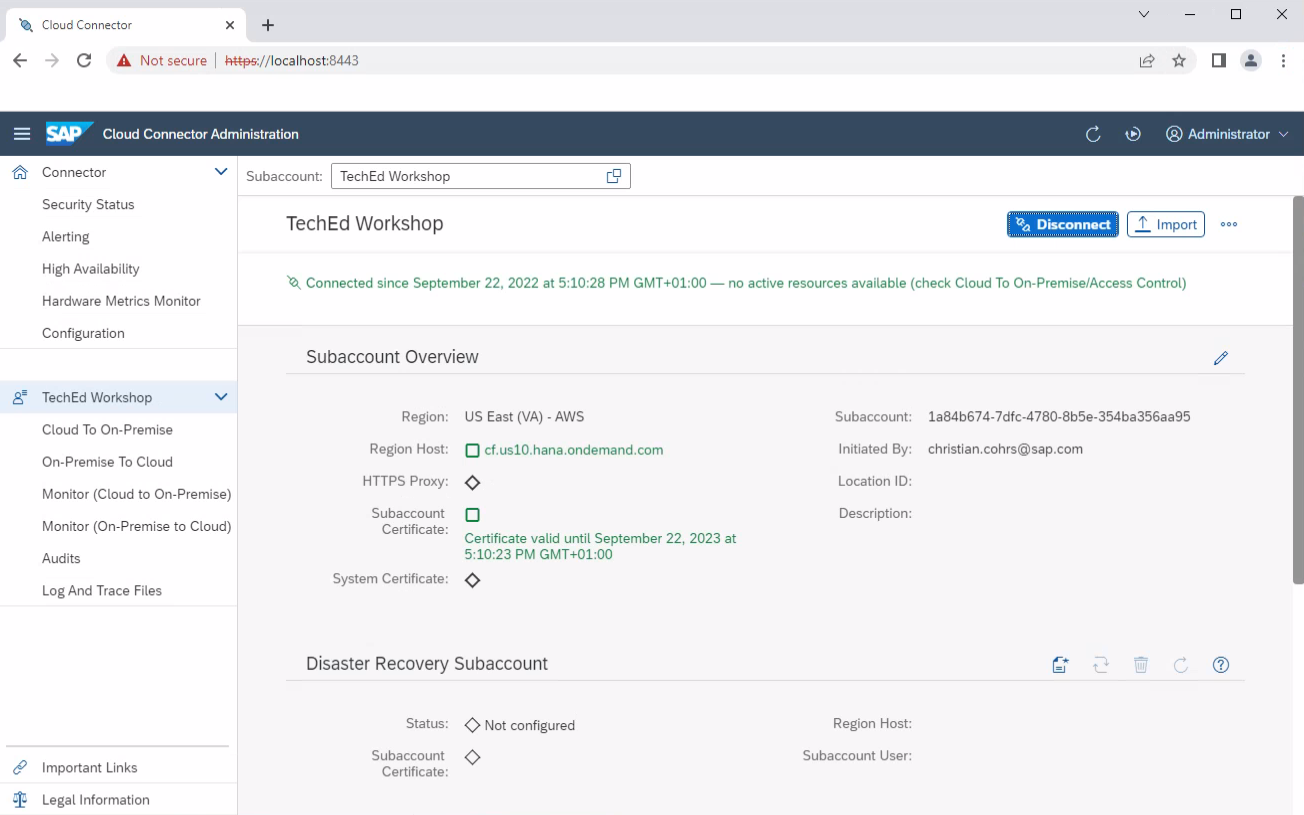 Cloud Connector
Not secure
https://localhost:8443
SAP Cloud Connector Administration
Administrator
Connector
Security Status
Alerting
High Availability
Hardware Metrics Monitor
Configuration
TechEd Workshop
Cloud To On-Premise
On-Premise To Cloud
Monitor (Cloud to On-Premise)
Monitor (On-Premise to Cloud)
Audits
Log And Trace Files
Important Links
Legal Information
Subaccount: TechEd Workshop
TechEd Workshop
Disconnect
Import
Connected since September 22, 2022 at 5:10:28 PM GMT+01:00 — no active resources available (check Cloud To On-Premise/Access Control)
Subaccount Overview
Region: US East (VA) - AWS
Region Host: cf.us10.hana.ondemand.com
HTTPS Proxy:
Subaccount
Certificate:
Certificate valid until September 22, 2023 at
5:10:23 PM GMT+01:00
System Certificate:
Subaccount: 1a84b674-7dfc-4780-8b5e-354ba356aa95
Initiated By: christian.cohrs@sap.com
Location ID:
Description:
Disaster Recovery Subaccount
Status: Not configured
Subaccount
Certificate:
Region Host:
Subaccount User: